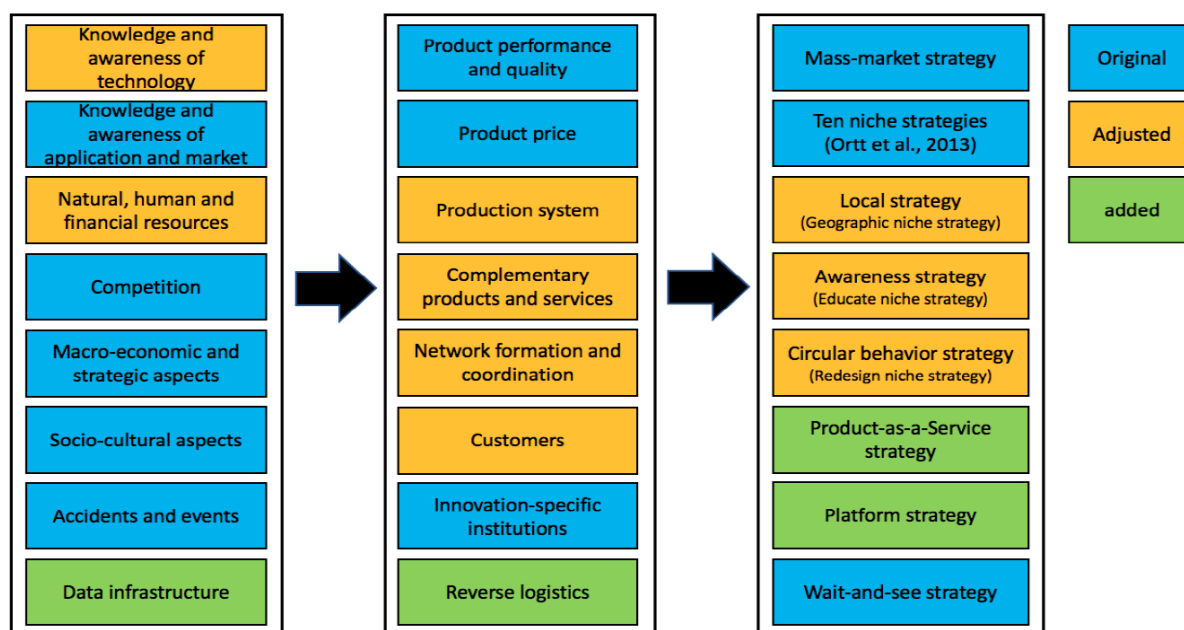 Knowledge and
awareness of
technology
Knowledge and
awareness of
application and market
Natural, human and
financial resources
Competition
Macro-economic and
strategic aspects
Socio-cultural aspects
Accidents and events
Data infrastructure
Product performance
and quality
Product price
Production system
Complementary
products and services
Network formation and
coordination
Customers
Innovation-specific
institutions
Reverse logistics
Mass-market strategy
Ten niche strategies
(Ortt et al., 2013)
Local strategy
(Geographic niche strategy)
Awareness strategy
(Educate niche strategy)
Circular behavior strategy
(Redesign niche strategy)
Product-as-a-Service
strategy
Platform strategy
Wait-and-see strategy
Original
Adjusted
added